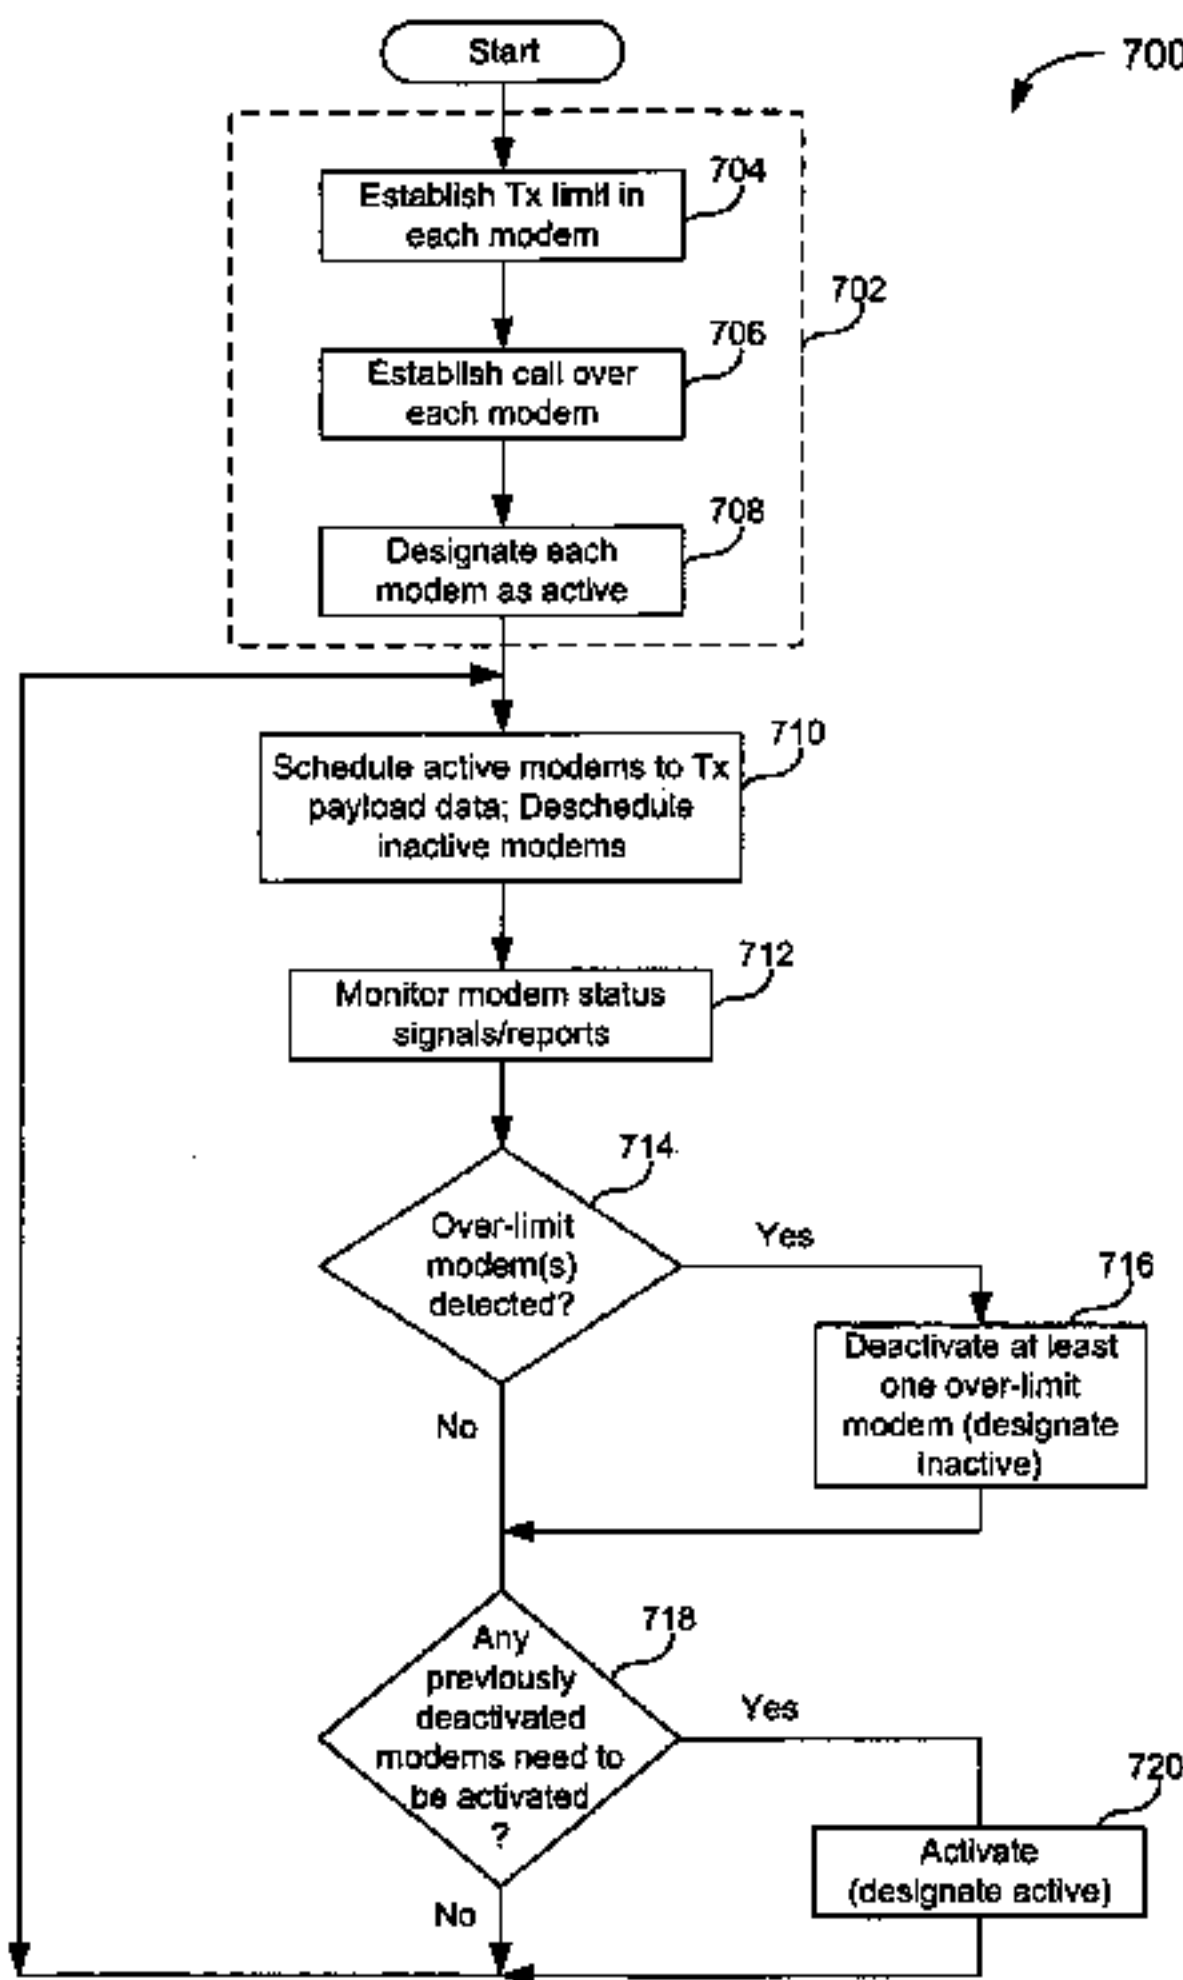 Start
700
704
Establish Tx limit in
each modem
702
706
Establish call over
each modem
708
Designate each
modem as active
710
Schedule active modems to Tx
payload data; Deschedule
inactive modems
712
Monitor modem status
signals/reports
714
Over-limit
modem(s)
detected?
Yes
716
Deactivate at least
one over-limit
modem (designate
inactive)
No
718
Any
previously
deactivated
modems need to
be activated
?
Yes
720
Activate
(designate active)
No